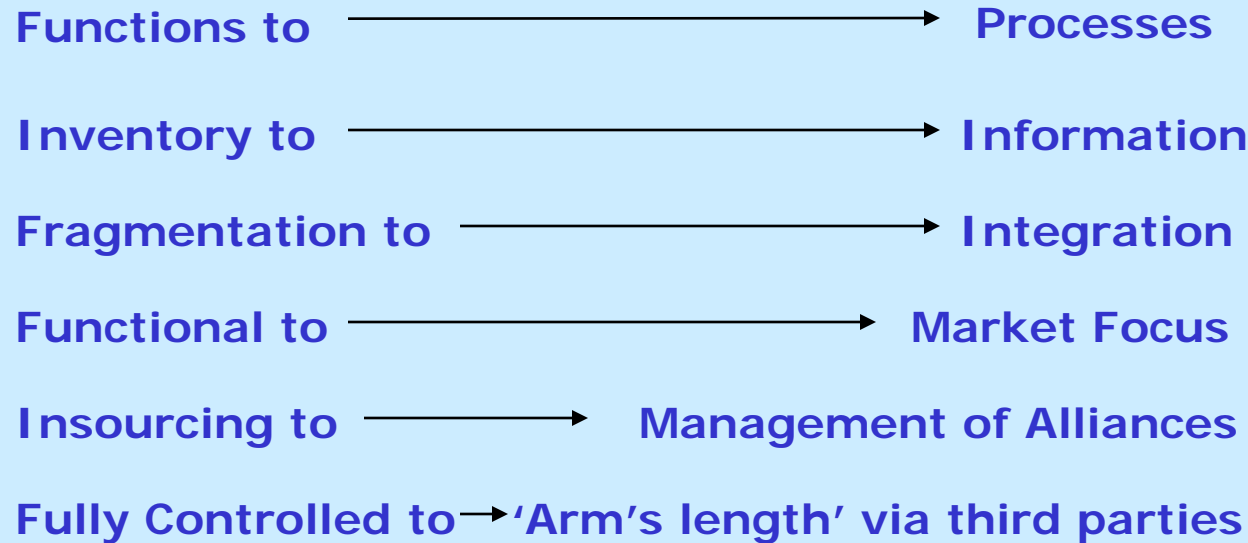 Functions to Processes
Inventory to Information
Fragmentation to Integration
Functional to Market Focus
Insourcing to Management of Alliances
Fully Controlled to ‘Arm’s length’ via third parties